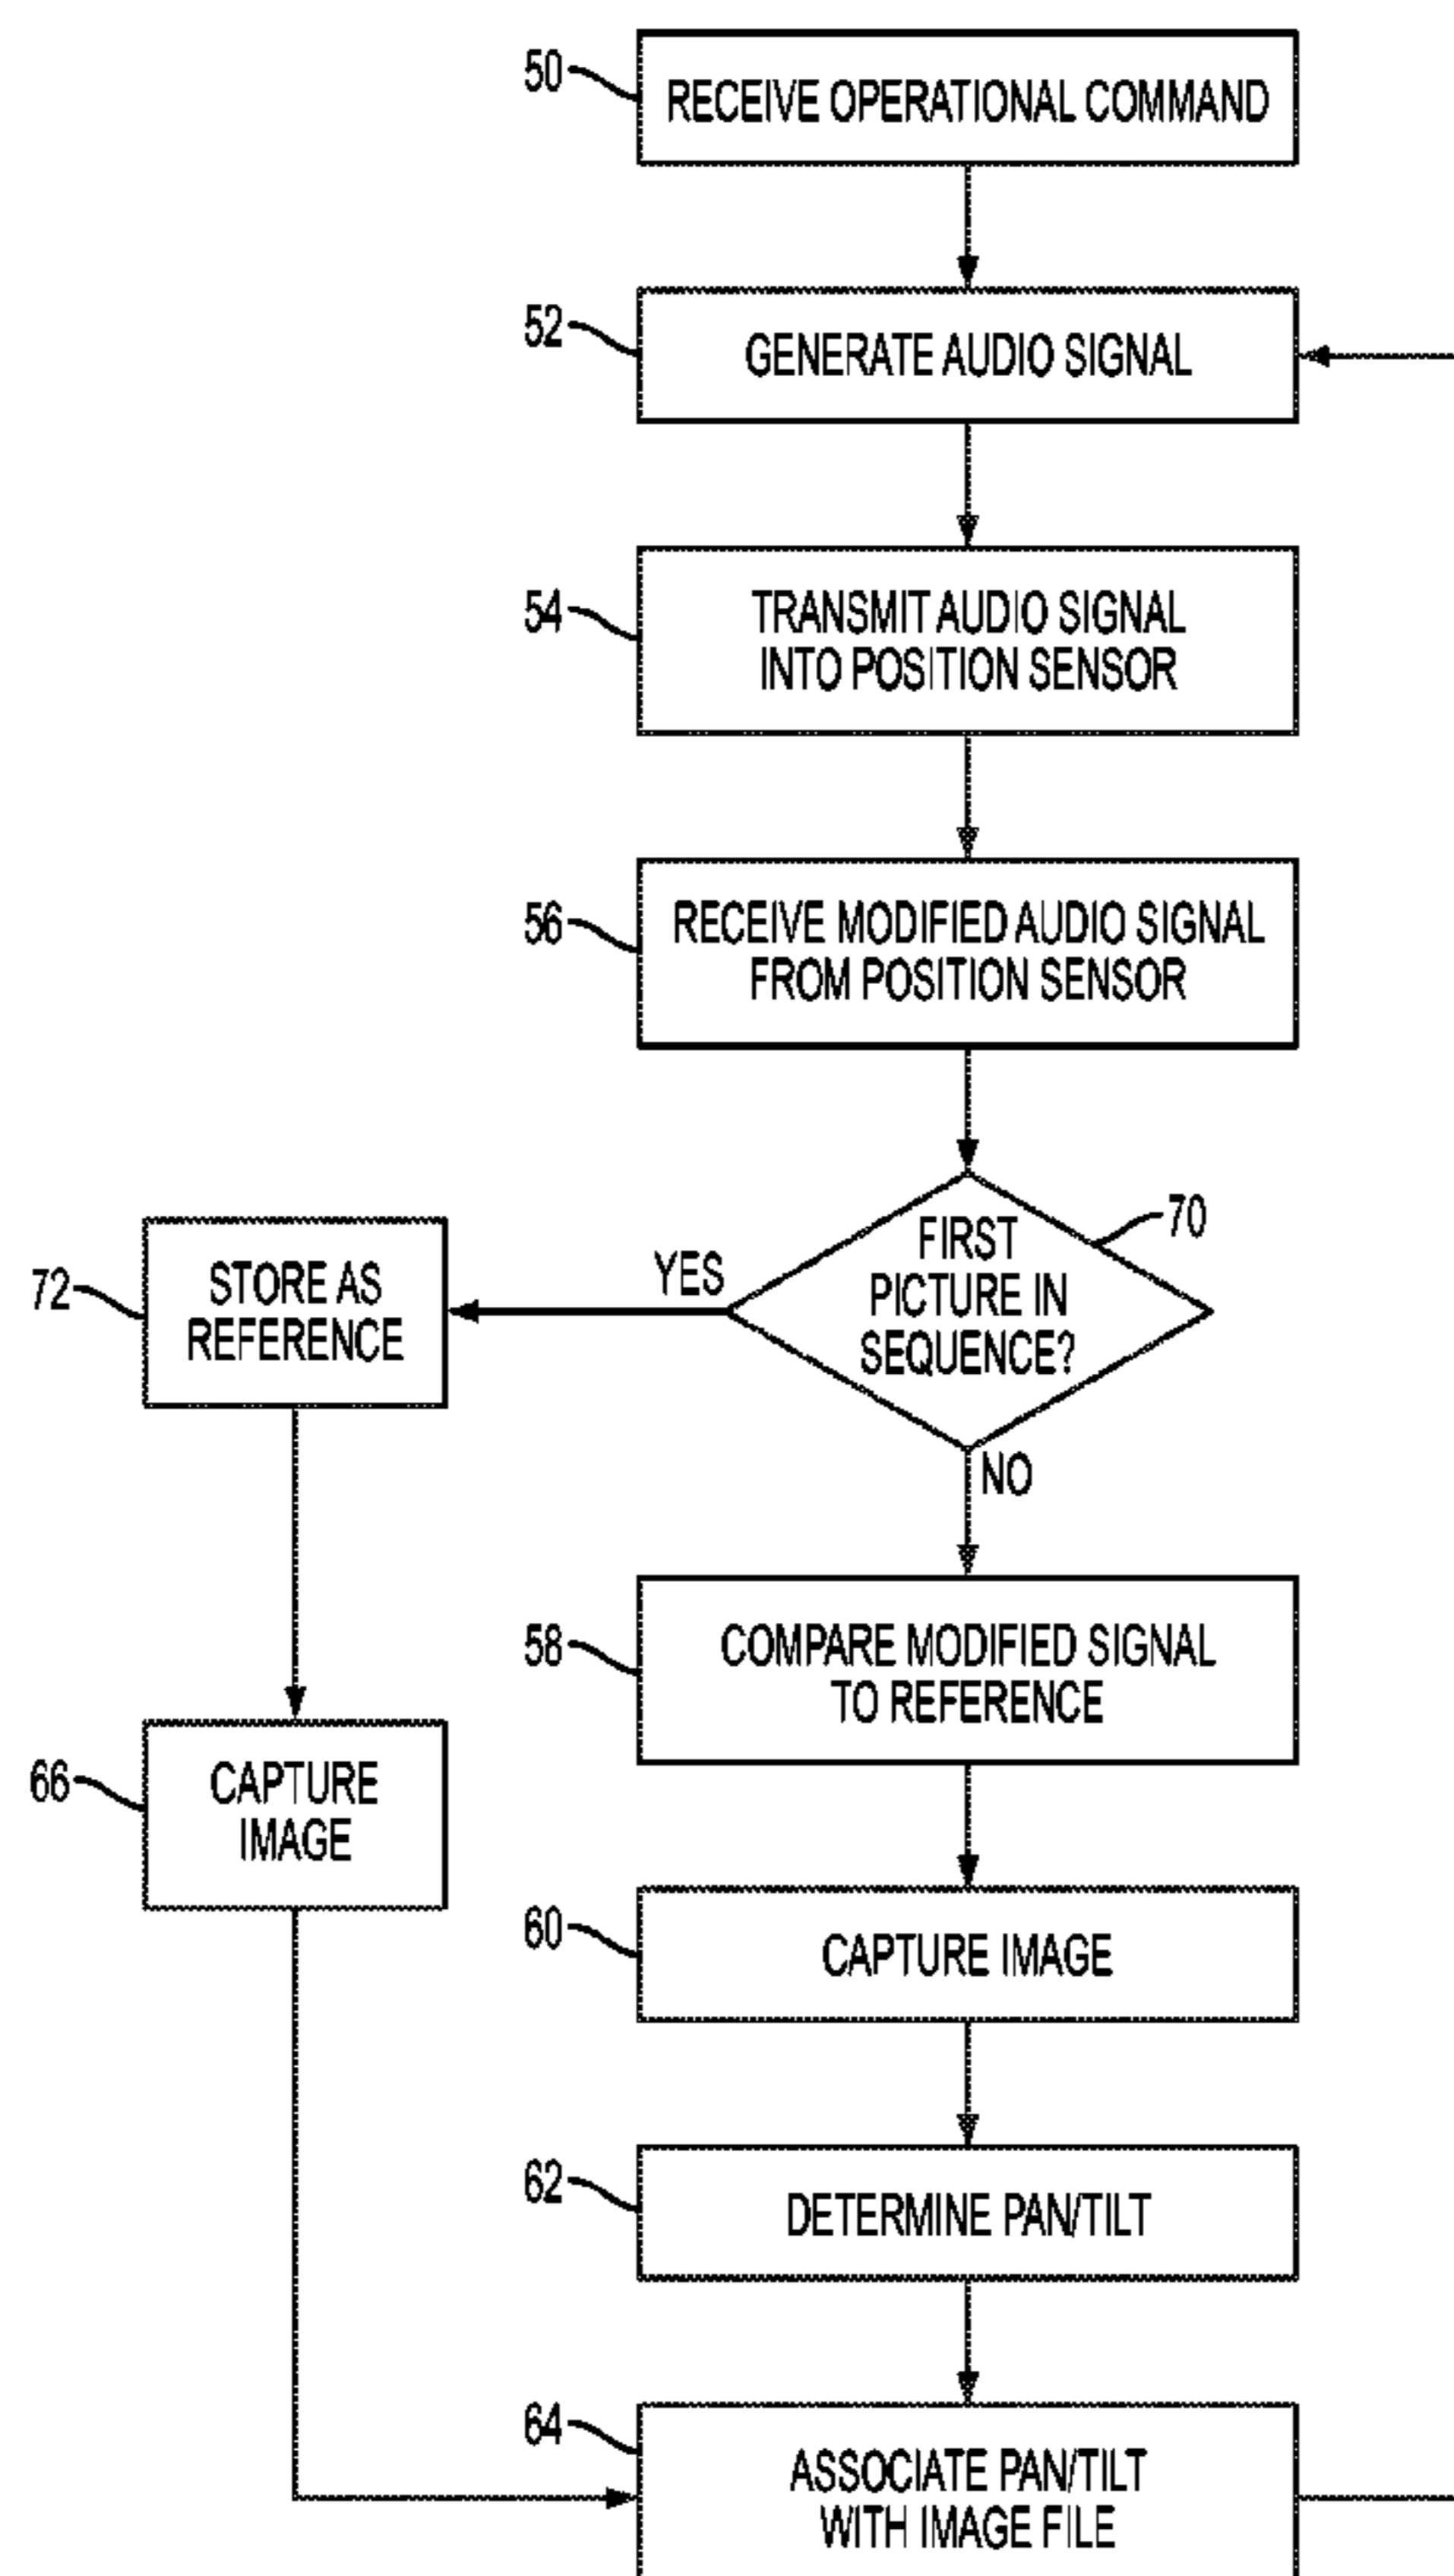 50
RECEIVE OPERATIONAL COMMAND
52
GENERATE AUDIO SIGNAL
54
TRANSMIT AUDIO SIGNAL
INTO POSITION SENSOR
56
RECEIVE MODIFIED AUDIO SIGNAL
FROM POSITION SENSOR
70
FIRST
PICTURE IN
SEQUENCE?
YES
72
STORE AS
REFERENCE
NO
58
COMPARE MODIFIED SIGNAL
TO REFERENCE
66
CAPTURE
IMAGE
60
CAPTURE IMAGE
62
DETERMINE PAN/TILT
64
ASSOCIATE PAN/TILT
WITH IMAGE FILE